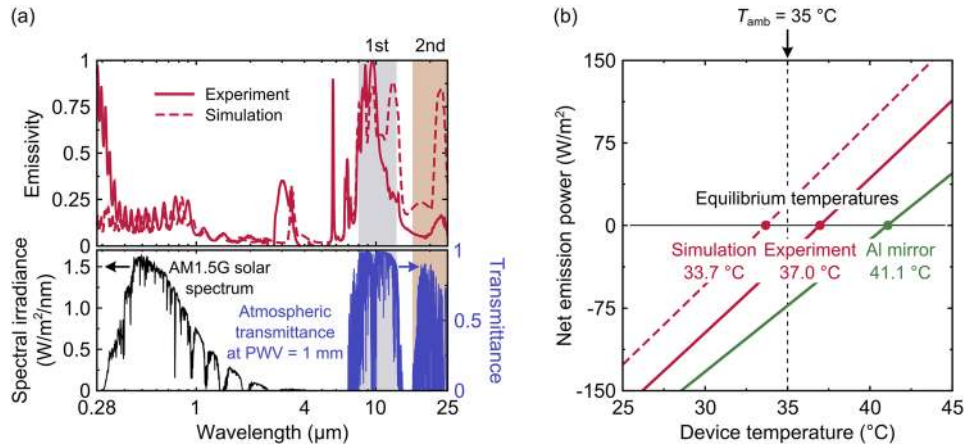 (a)
1st
2nd
1
0.75
0.5
0.25
0
Emissivity
Experiment
Simulation
1.5
1.0
0.5
0
Spectral irradiance
(W/m²/nm)
AM1.5G solar
spectrum
Atmospheric
transmittance
at PWV = 1 mm
1
0.5
0
Transmittance
0.28
1
4
10
25
Wavelength (μm)
(b)
T amb = 35 °C
150
75
0
-75
-150
Net emission power (W/m²)
Equilibrium temperatures
Simulation
33.7 °C
Experiment
37.0 °C
Al mirror
41.1 °C
25
30
35
40
45
Device temperature (°C)